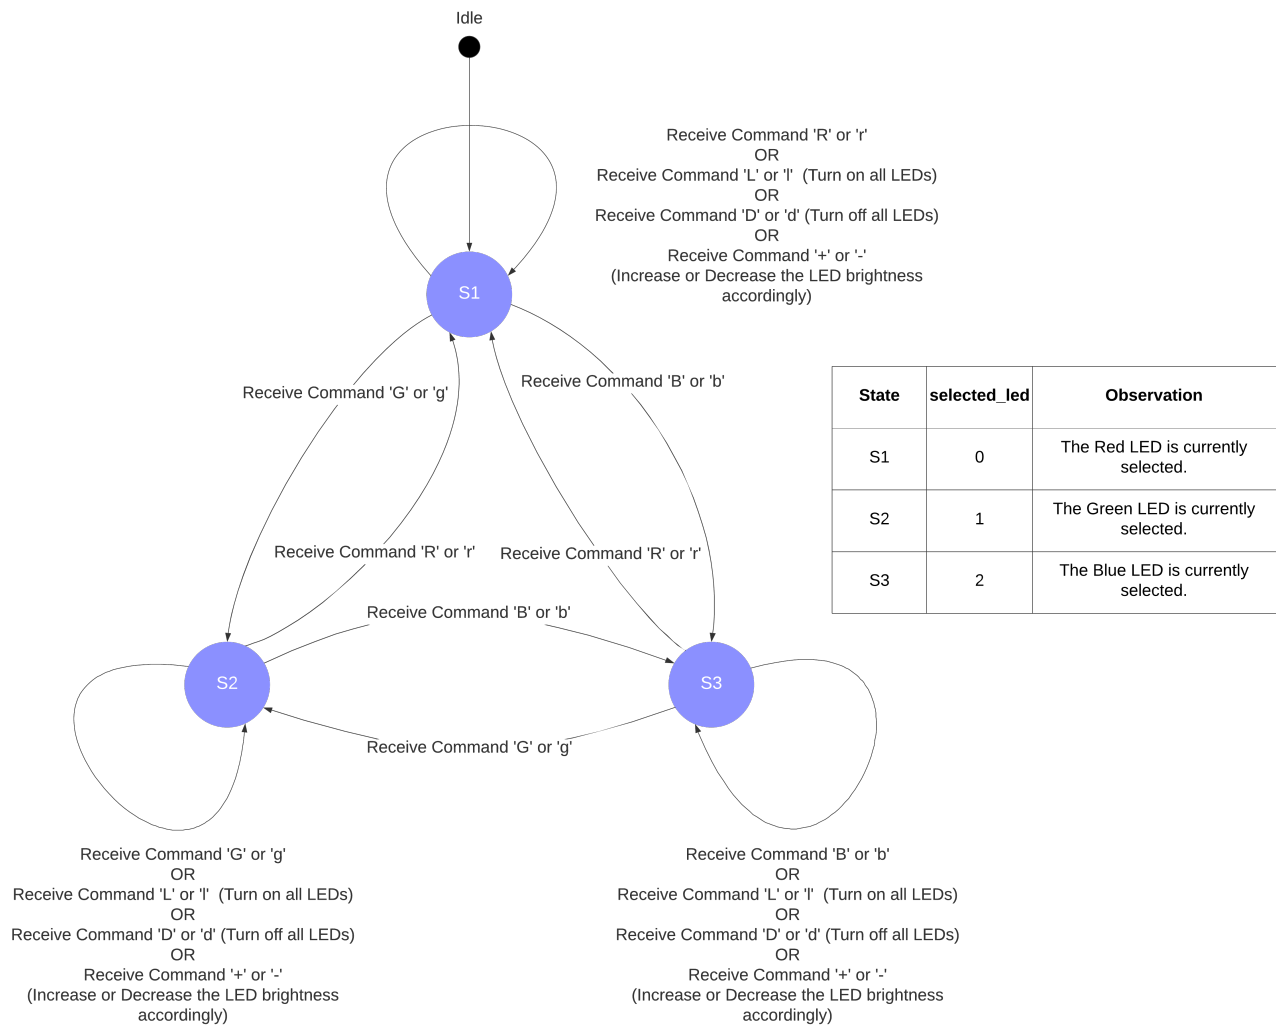 Idle
Receive Command 'R' or 'r'
OR
Receive Command 'L' or 'l'  (Turn on all LEDs)
OR
Receive Command 'D' or 'd' (Turn off all LEDs)
OR
Receive Command '+' or '-'
(Increase or Decrease the LED brightness
accordingly)
S1
Receive Command 'G' or 'g'
Receive Command 'B' or 'b'
Receive Command 'R' or 'r'
Receive Command 'R' or 'r'
State selected_led Observation
S1 0 The Red LED is currently
selected.
S2 1 The Green LED is currently
selected.
S3 2 The Blue LED is currently
selected.
Receive Command 'B' or 'b'
S2
S3
Receive Command 'G' or 'g'
Receive Command 'G' or 'g'
OR
Receive Command 'L' or 'l'  (Turn on all LEDs)
OR
Receive Command 'D' or 'd' (Turn off all LEDs)
OR
Receive Command '+' or '-'
(Increase or Decrease the LED brightness
accordingly)
Receive Command 'B' or 'b'
OR
Receive Command 'L' or 'l'  (Turn on all LEDs)
OR
Receive Command 'D' or 'd' (Turn off all LEDs)
OR
Receive Command '+' or '-'
(Increase or Decrease the LED brightness
accordingly)